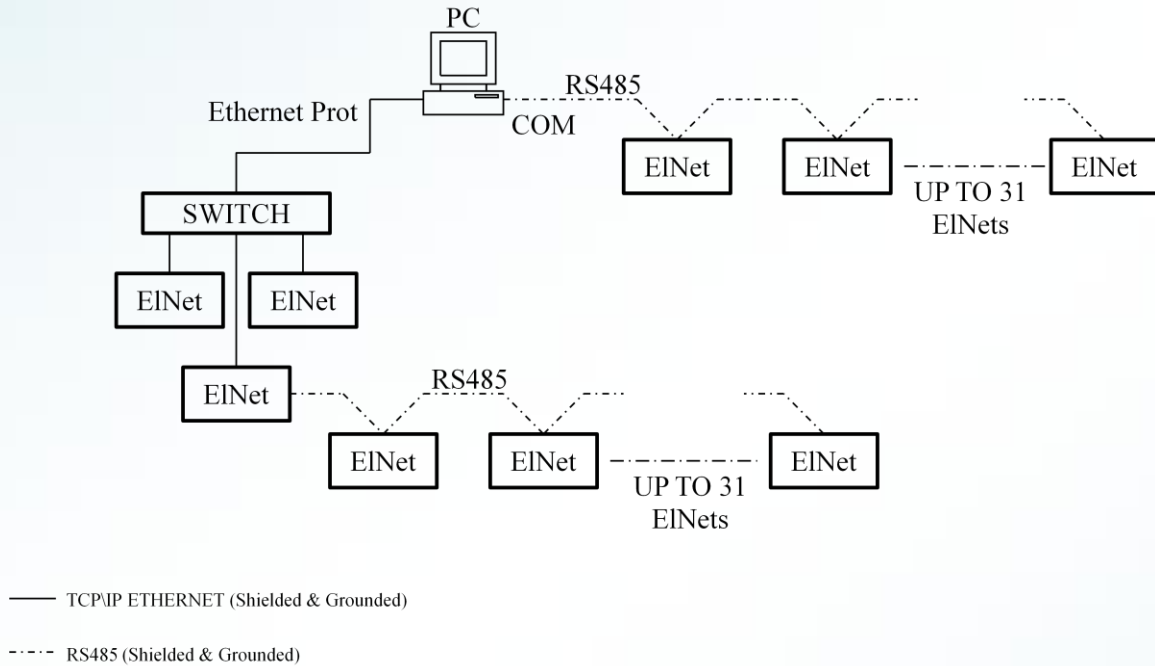 PC
RS485
Ethernet Prot
COM
ElNet
ElNet
ElNet
UP TO 31
ElNets
SWITCH
ElNet
ElNet
ElNet
RS485
ElNet
ElNet
ElNet
UP TO 31
ElNets
TCP\IP ETHERNET (Shielded & Grounded)
RS485 (Shielded & Grounded)